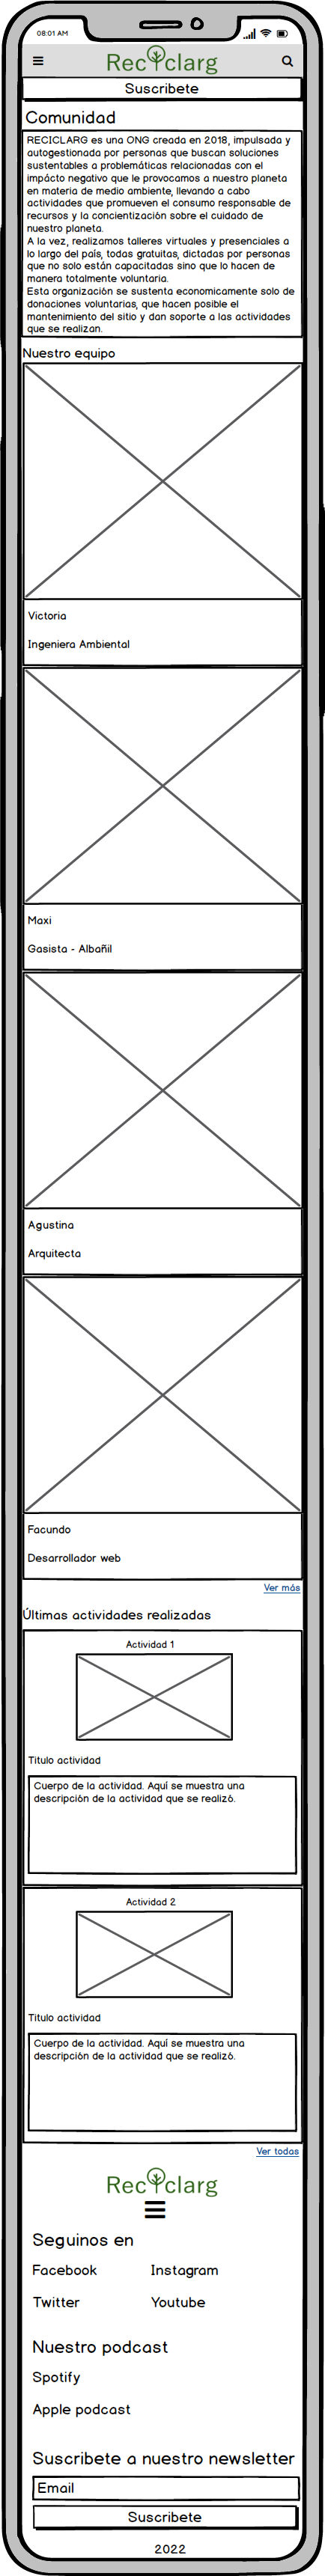 08:01 AM
Reciclarg
Suscribete
Comunidad
RECICLARG es una ONG creada en 2018, impulsada y
autogestionada por personas que buscan soluciones
sustentables a problemáticas relacionadas con el
impácto negativo que le provocamos a nuestro planeta
en materia de medio ambiente, llevando a cabo
actividades que promueven el consumo responsable de
recursos y la concientización sobre el cuidado de
nuestro planeta.
A la vez, realizamos talleres virtuales y presenciales a
lo largo del país, todas gratuitas, dictadas por personas
que no solo están capacitadas sino que lo hacen de
manera totalmente voluntaria.
Esta organización se sustenta economicamente solo de
donaciones voluntarias, que hacen posible el
mantenimiento del sitio y dan soporte a las actividades
que se realizan.
Nuestro equipo
Victoria
Ingeniera Ambiental
Maxi
Gasista - Albañil
Agustina
Arquitecta
Facundo
Desarrollador web
Ver más
Últimas actividades realizadas
Actividad 1
Titulo actividad
Cuerpo de la actividad. Aquí se muestra una
descripción de la actividad que se realizó.
Actividad 2
Titulo actividad
Cuerpo de la actividad. Aquí se muestra una
descripción de la actividad que se realizó.
Ver todas
Reciclarg
Seguinos en
Facebook Instagram
Twitter Youtube
Nuestro podcast
Spotify
Apple podcast
Suscribete a nuestro newsletter
Email
Suscribete
2022